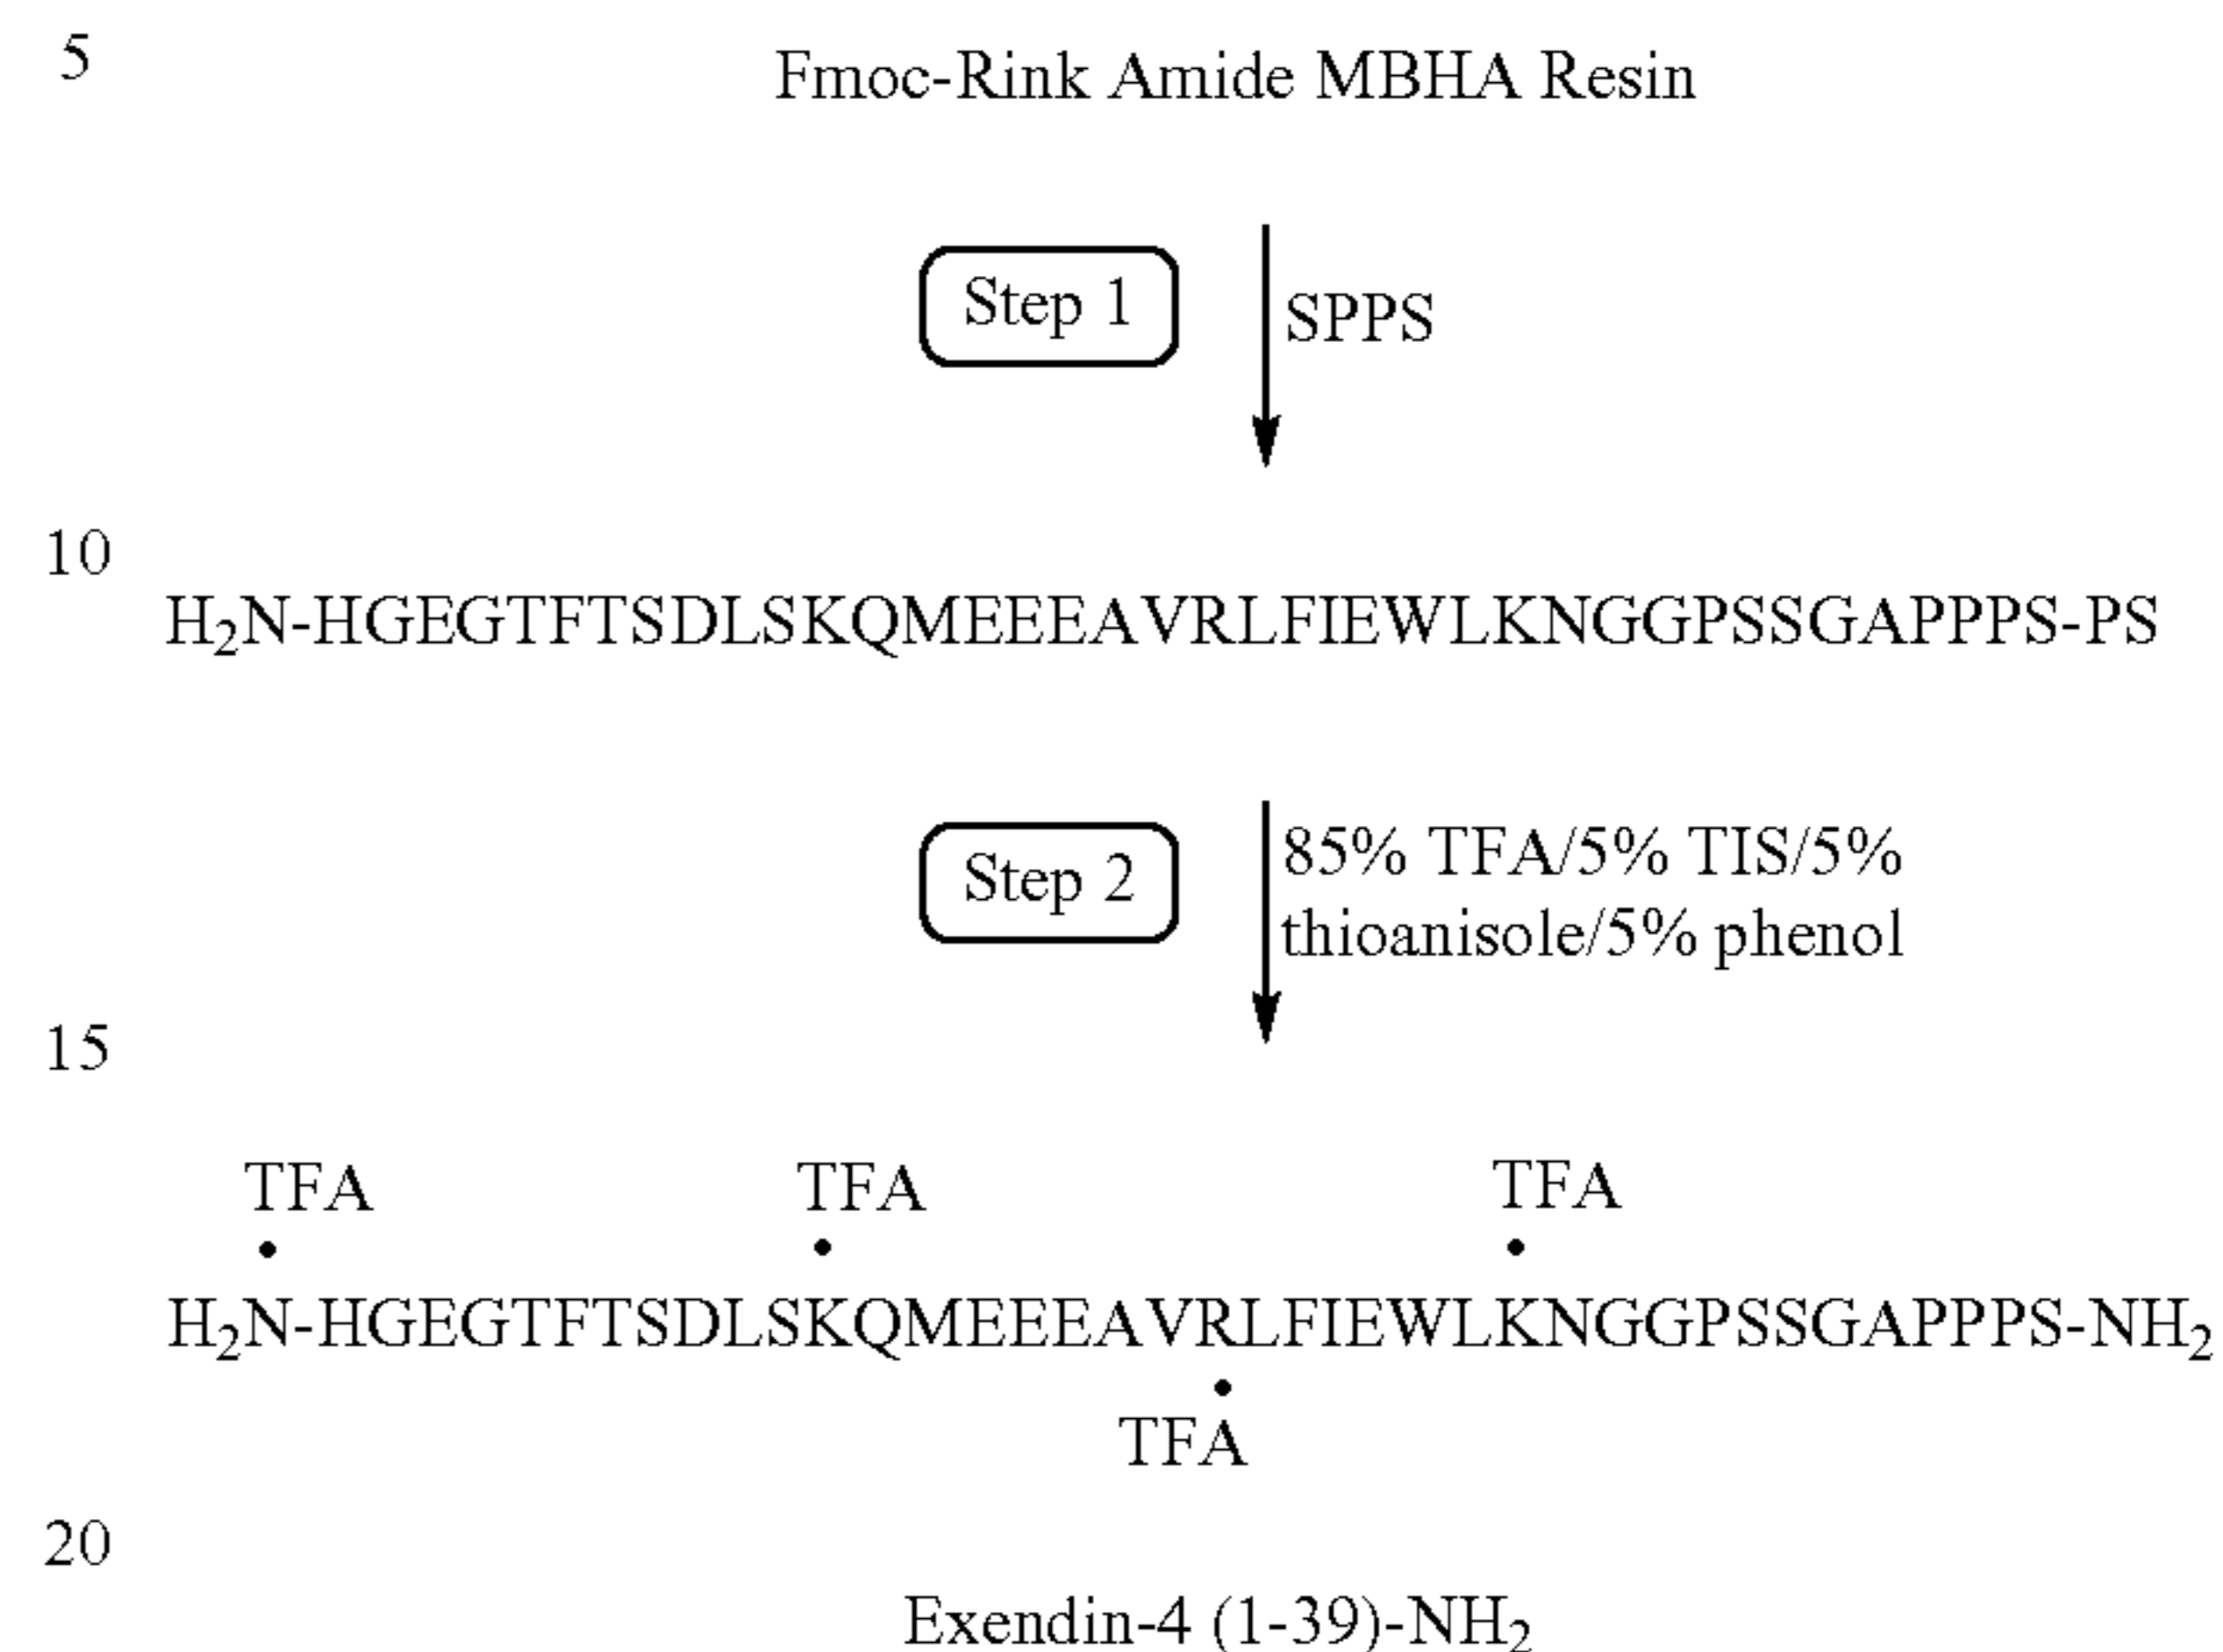 5
Fmoc-Rink Amide MBHA Resin
Step 1
SPPS
10
H₂N-HGEGTFTSDLSKQMEEEAVRLFIEWLKNGGPSSGAPPPS-PS
Step 2
85% TFA/5% TIS/5%
thioanisole/5% phenol
15
TFA TFA TFA
• • •
H₂N-HGEGTFTSDLSKQMEEEAVRLFIEWLKNGGPSSGAPPPS-NH₂
•
TFA
20
Exendin-4 (1-39)-NH₂